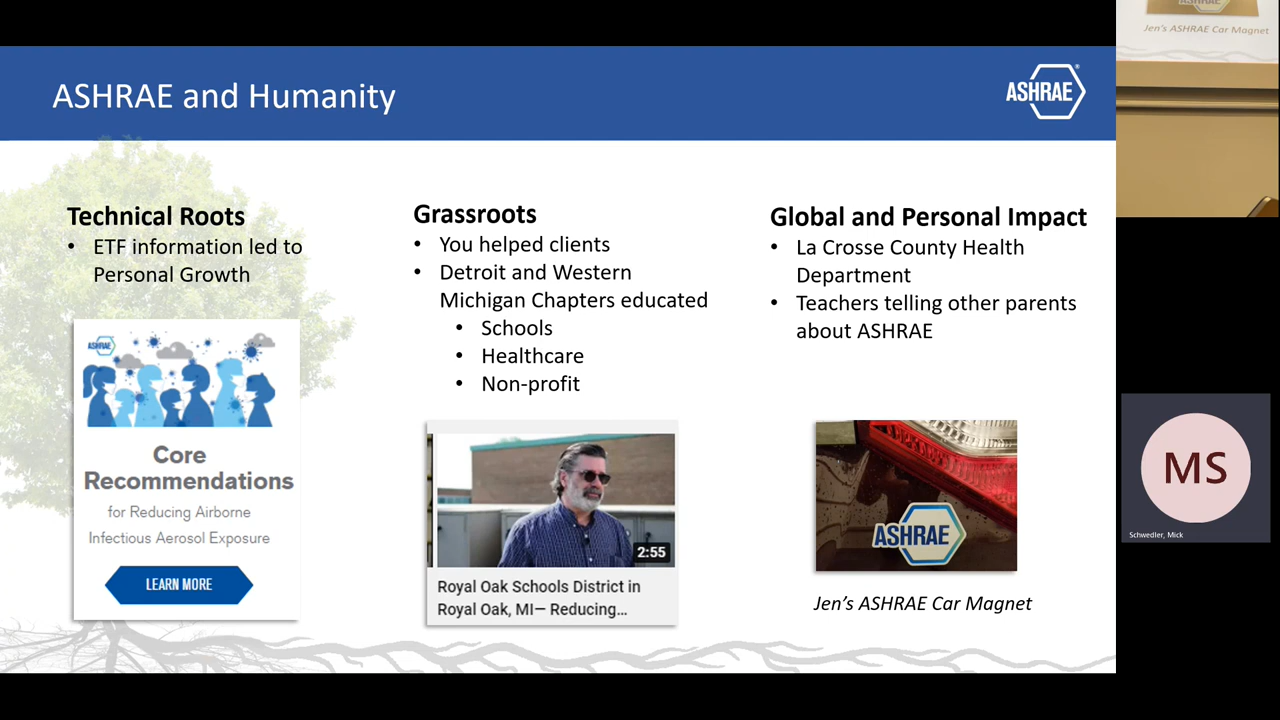 ASHRAE and Humanity
ASHRAE®
Technical Roots
• ETF information led to
Personal Growth
ASHRAE
Core
Recommendations
for Reducing Airborne
Infectious Aerosol Exposure
LEARN MORE
Grassroots
• You helped clients
• Detroit and Western
Michigan Chapters educated
• Schools
• Healthcare
• Non-profit
2:55
Royal Oak Schools District in
Royal Oak, MI— Reducing...
Global and Personal Impact
• La Crosse County Health
Department
• Teachers telling other parents
about ASHRAE
ASHRAE
Jen's ASHRAE Car Magnet
ASHRAE
Jen's ASHRAE Car Magnet
MS
Schwedler, Mick